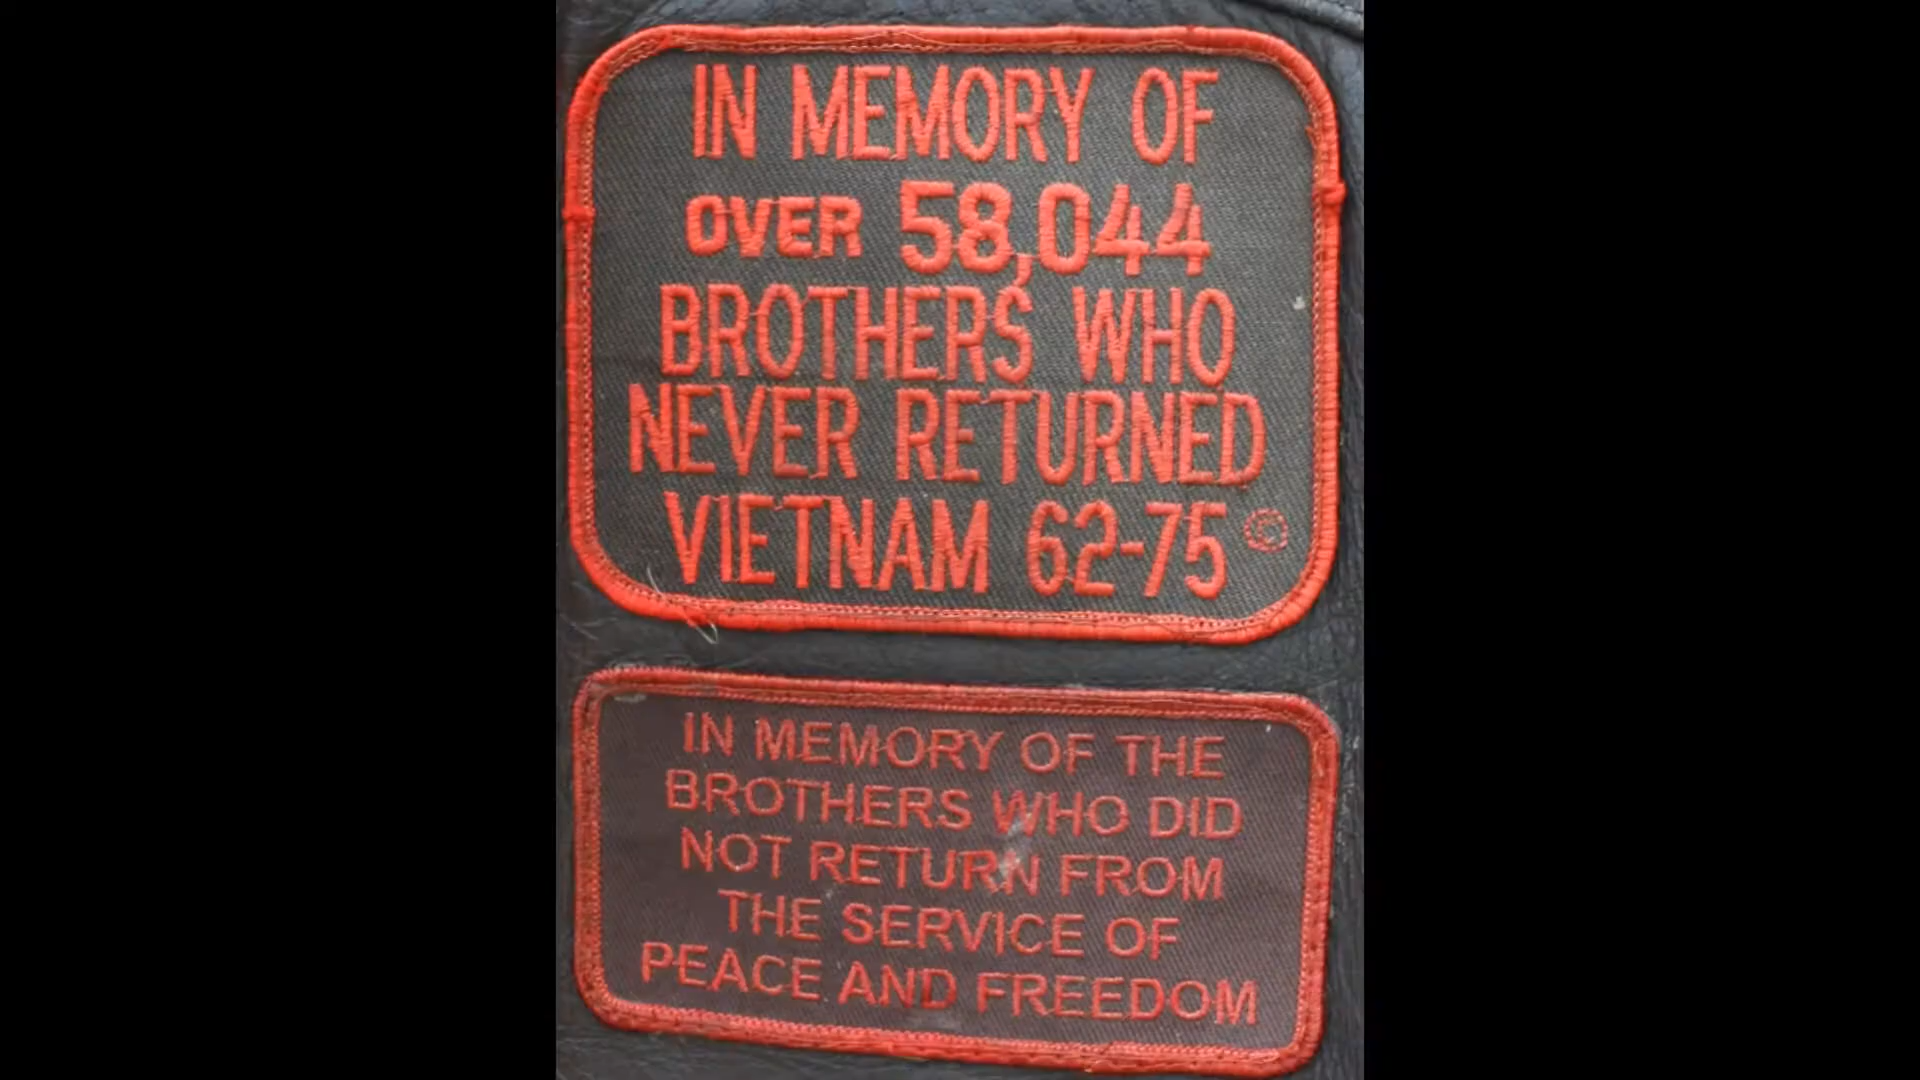 IN MEMORY OF
OVER 58,044
BROTHERS WHO
NEVER RETURNED
VIETNAM 62-75 ©
IN MEMORY OF THE
BROTHERS WHO DID
NOT RETURN FROM
THE SERVICE OF
PEACE AND FREEDOM